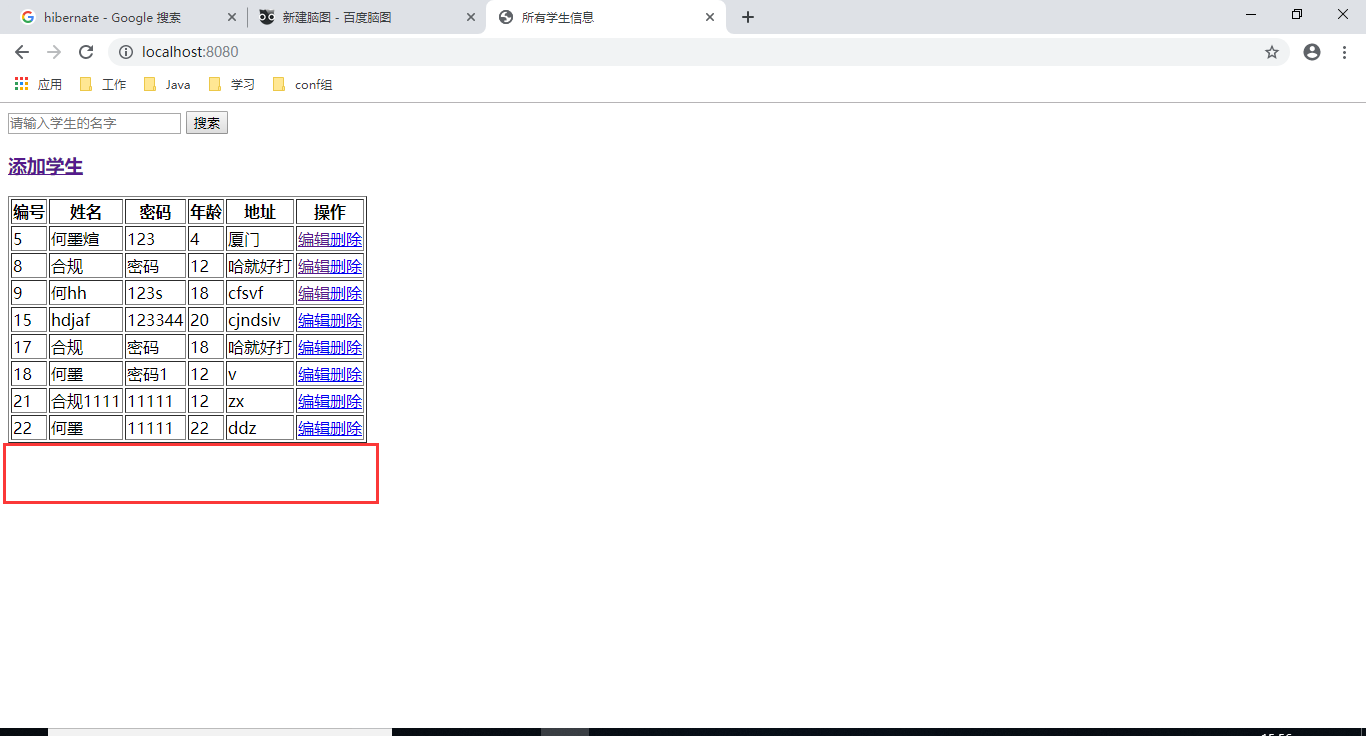 hibernate - Google 搜索
新建脑图 - 百度脑图
所有学生信息
localhost:8080
应用 工作 Java 学习 conf组
请输入学生的名字 搜索
添加学生
编号 姓名 密码 年龄 地址 操作
5 何墨煊 123 4 厦门 编辑删除
8 合规 密码 12 哈就好打 编辑删除
9 何hh 123s 18 cfsvf 编辑删除
15 hdjaf 123344 20 cjndsiv 编辑删除
17 合规 密码 18 哈就好打 编辑删除
18 何墨 密码1 12 v 编辑删除
21 合规1111 11111 12 zx 编辑删除
22 何墨 11111 22 ddz 编辑删除